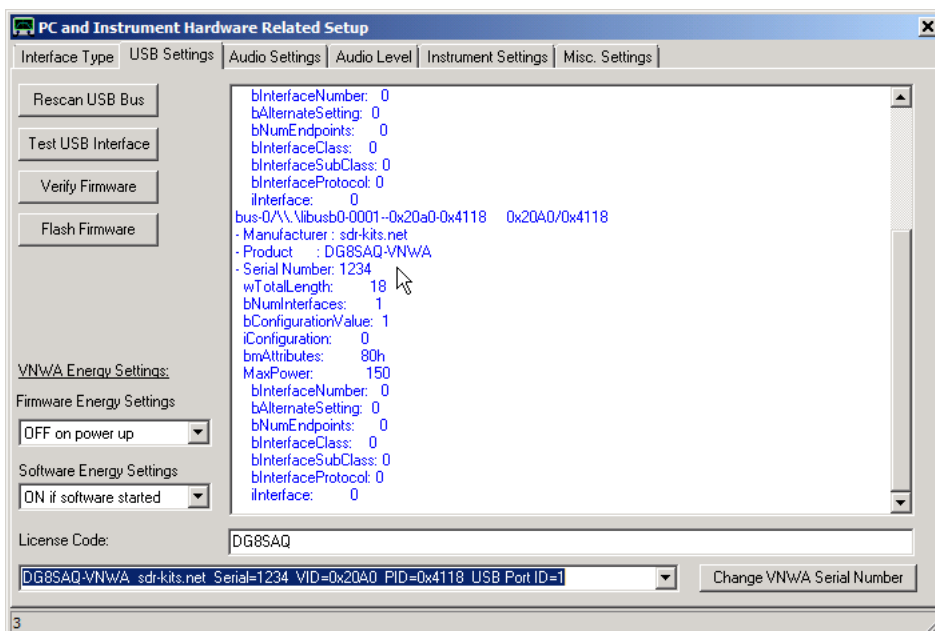 PC and Instrument Hardware Related Setup
Interface Type USB Settings Audio Settings Audio Level Instrument Settings Misc. Settings
Rescan USB Bus
Test USB Interface
Verify Firmware
Flash Firmware
bInterfaceNumber: 0
bAlternateSetting: 0
bNumEndpoints: 0
bInterfaceClass: 0
bInterfaceSubClass: 0
bInterfaceProtocol: 0
iInterface: 0
bus-0/\\.\libusb0-0001--0x20a0-0x4118 0x20A0/0x4118
- Manufacturer : sdr-kits.net
- Product : DG8SAQ-VNWA
- Serial Number: 1234
wTotalLength: 18
bNumInterfaces: 1
bConfigurationValue: 1
iConfiguration: 0
bmAttributes: 80h
MaxPower: 150
bInterfaceNumber: 0
bAlternateSetting: 0
bNumEndpoints: 0
bInterfaceClass: 0
bInterfaceSubClass: 0
bInterfaceProtocol: 0
iInterface: 0
VNWA Energy Settings:
Firmware Energy Settings
OFF on power up
Software Energy Settings
ON if software started
License Code: DG8SAQ
DG8SAQ-VNWA sdr-kits.net Serial=1234 VID=0x20A0 PID=0x4118 USB Port ID=1 Change VNWA Serial Number
3